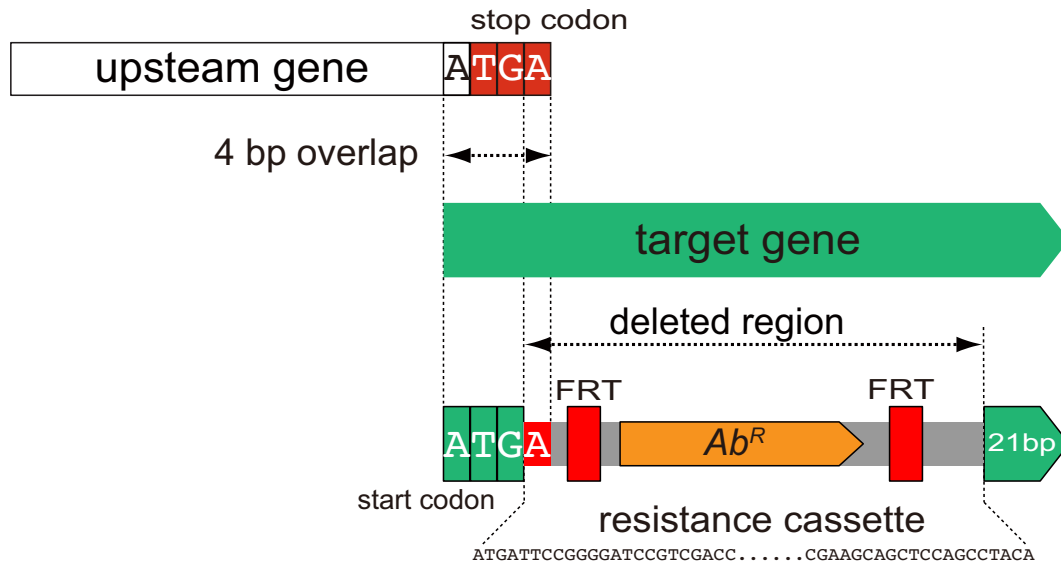 stop codon
upsteam gene ATGA
4 bp overlap
target gene
deleted region
FRT FRT
ATGA Ab^R 21bp
start codon
resistance cassette
ATGATTCCGGGGATCCGTCGACC......CGAAGCAGCTCCAGCCTACA